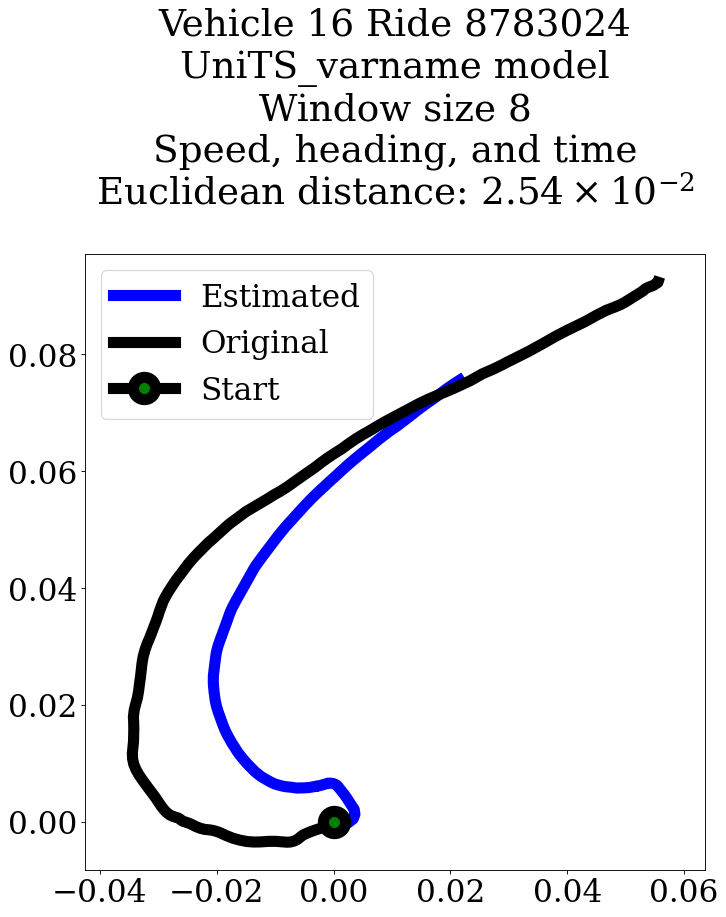 Vehicle 16 Ride 8783024
UniTS_varname model
Window size 8
Speed, heading, and time
Euclidean distance: 2.54 × 10⁻²
Estimated
Original
Start
0.08
0.06
0.04
0.02
0.00
−0.04 −0.02 0.00 0.02 0.04 0.06